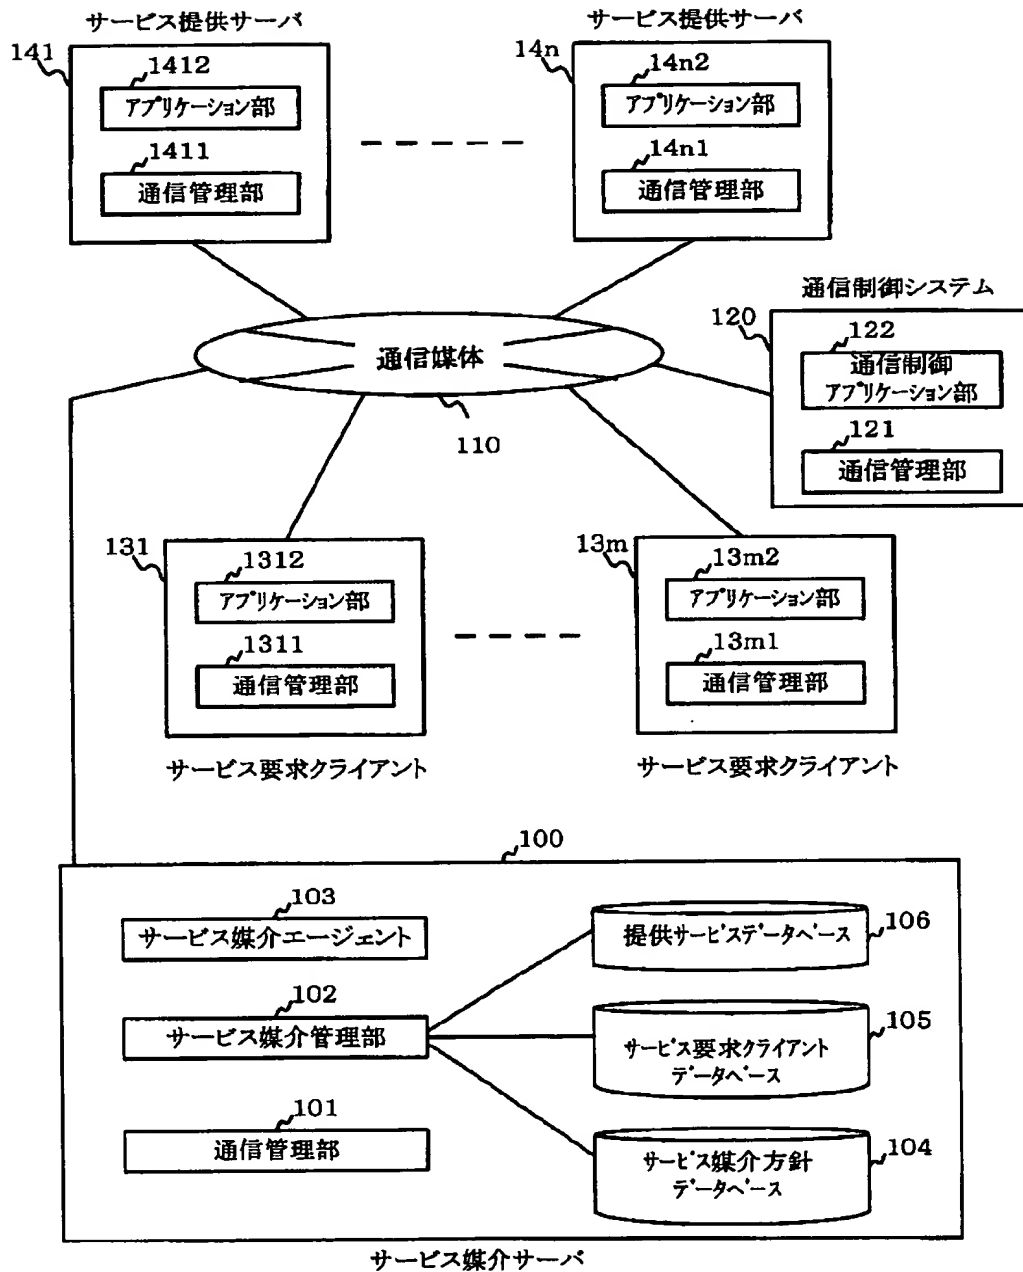 サービス提供サーバ
141
1412
アプリケーション部
1411
通信管理部
サービス提供サーバ
14n
14n2
アプリケーション部
14n1
通信管理部
通信媒体
110
通信制御システム
120
122
通信制御
アプリケーション部
121
通信管理部
131
1312
アプリケーション部
1311
通信管理部
サービス要求クライアント
13m
13m2
アプリケーション部
13m1
通信管理部
サービス要求クライアント
100
103
サービス媒介エージェント
102
サービス媒介管理部
101
通信管理部
106
提供サービスデータベース
105
サービス要求クライアント
データベース
104
サービス媒介方針
データベース
サービス媒介サーバ